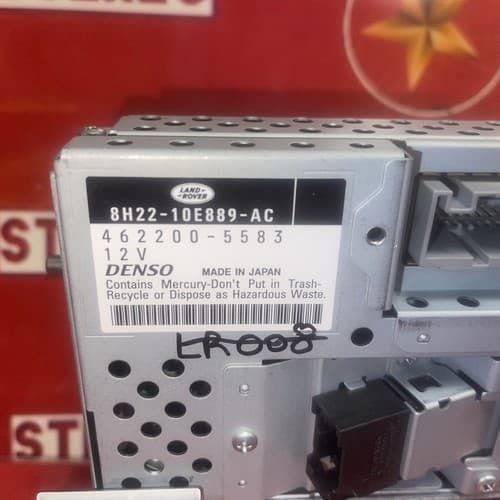 LAND-
ROVER
8H22-10E889-AC
462200-5583
12V
DENSO MADE IN JAPAN
Contains Mercury-Don't Put in Trash-
Recycle or Dispose as Hazardous Waste.
LR008